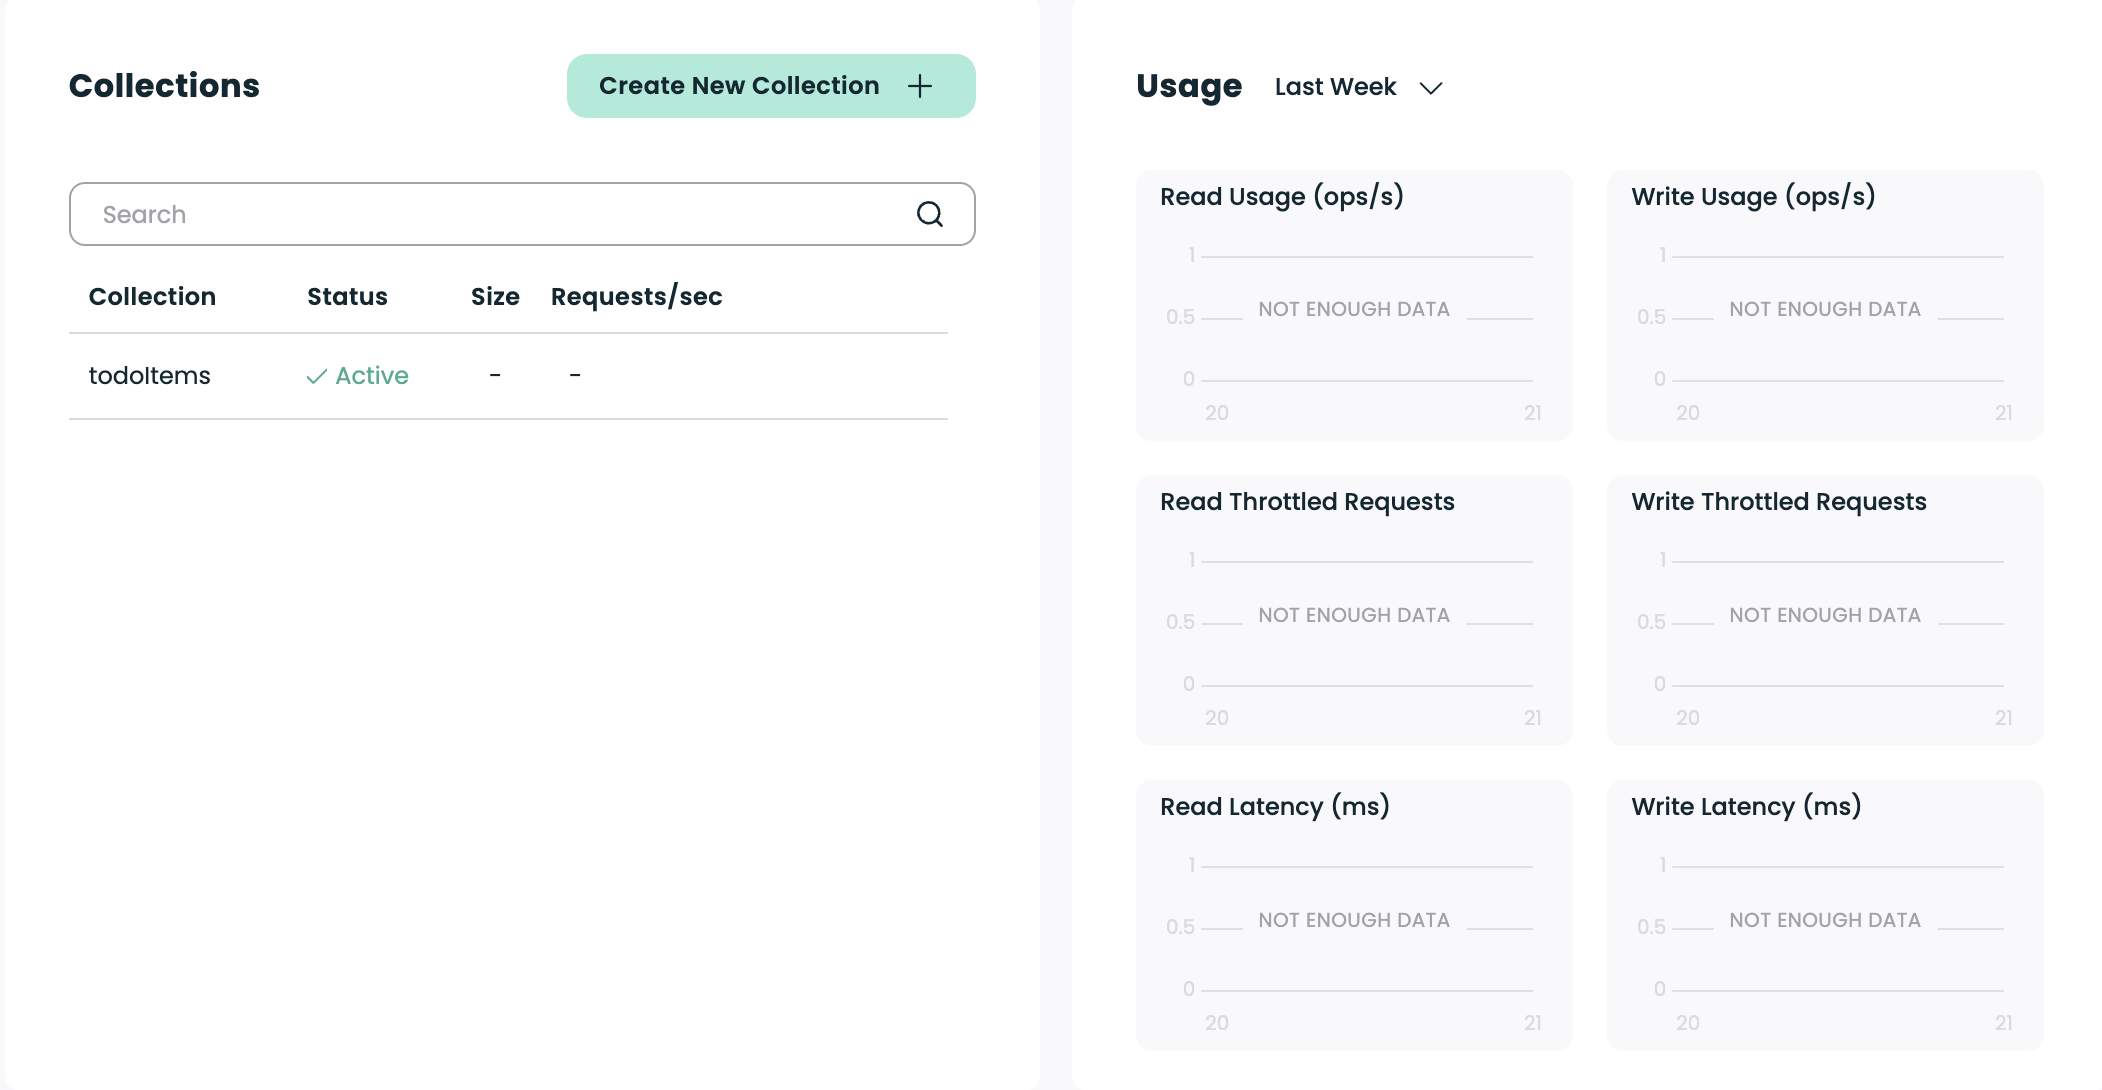 Collections
Create New Collection
Search
Collection Status Size Requests/sec
todoItems Active - -
Usage Last Week
Read Usage (ops/s)
1
0.5 NOT ENOUGH DATA
0
20 21
Write Usage (ops/s)
1
0.5 NOT ENOUGH DATA
0
20 21
Read Throttled Requests
1
0.5 NOT ENOUGH DATA
0
20 21
Write Throttled Requests
1
0.5 NOT ENOUGH DATA
0
20 21
Read Latency (ms)
1
0.5 NOT ENOUGH DATA
0
20 21
Write Latency (ms)
1
0.5 NOT ENOUGH DATA
0
20 21